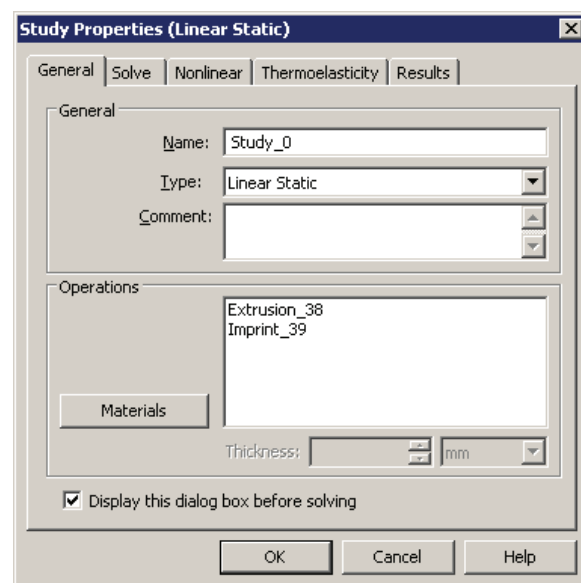 Study Properties (Linear Static)
General Solve Nonlinear Thermoelasticity Results
General
Name: Study_0
Type: Linear Static
Comment:
Operations
Extrusion_38
Imprint_39
Materials
Thickness: mm
Display this dialog box before solving
OK Cancel Help